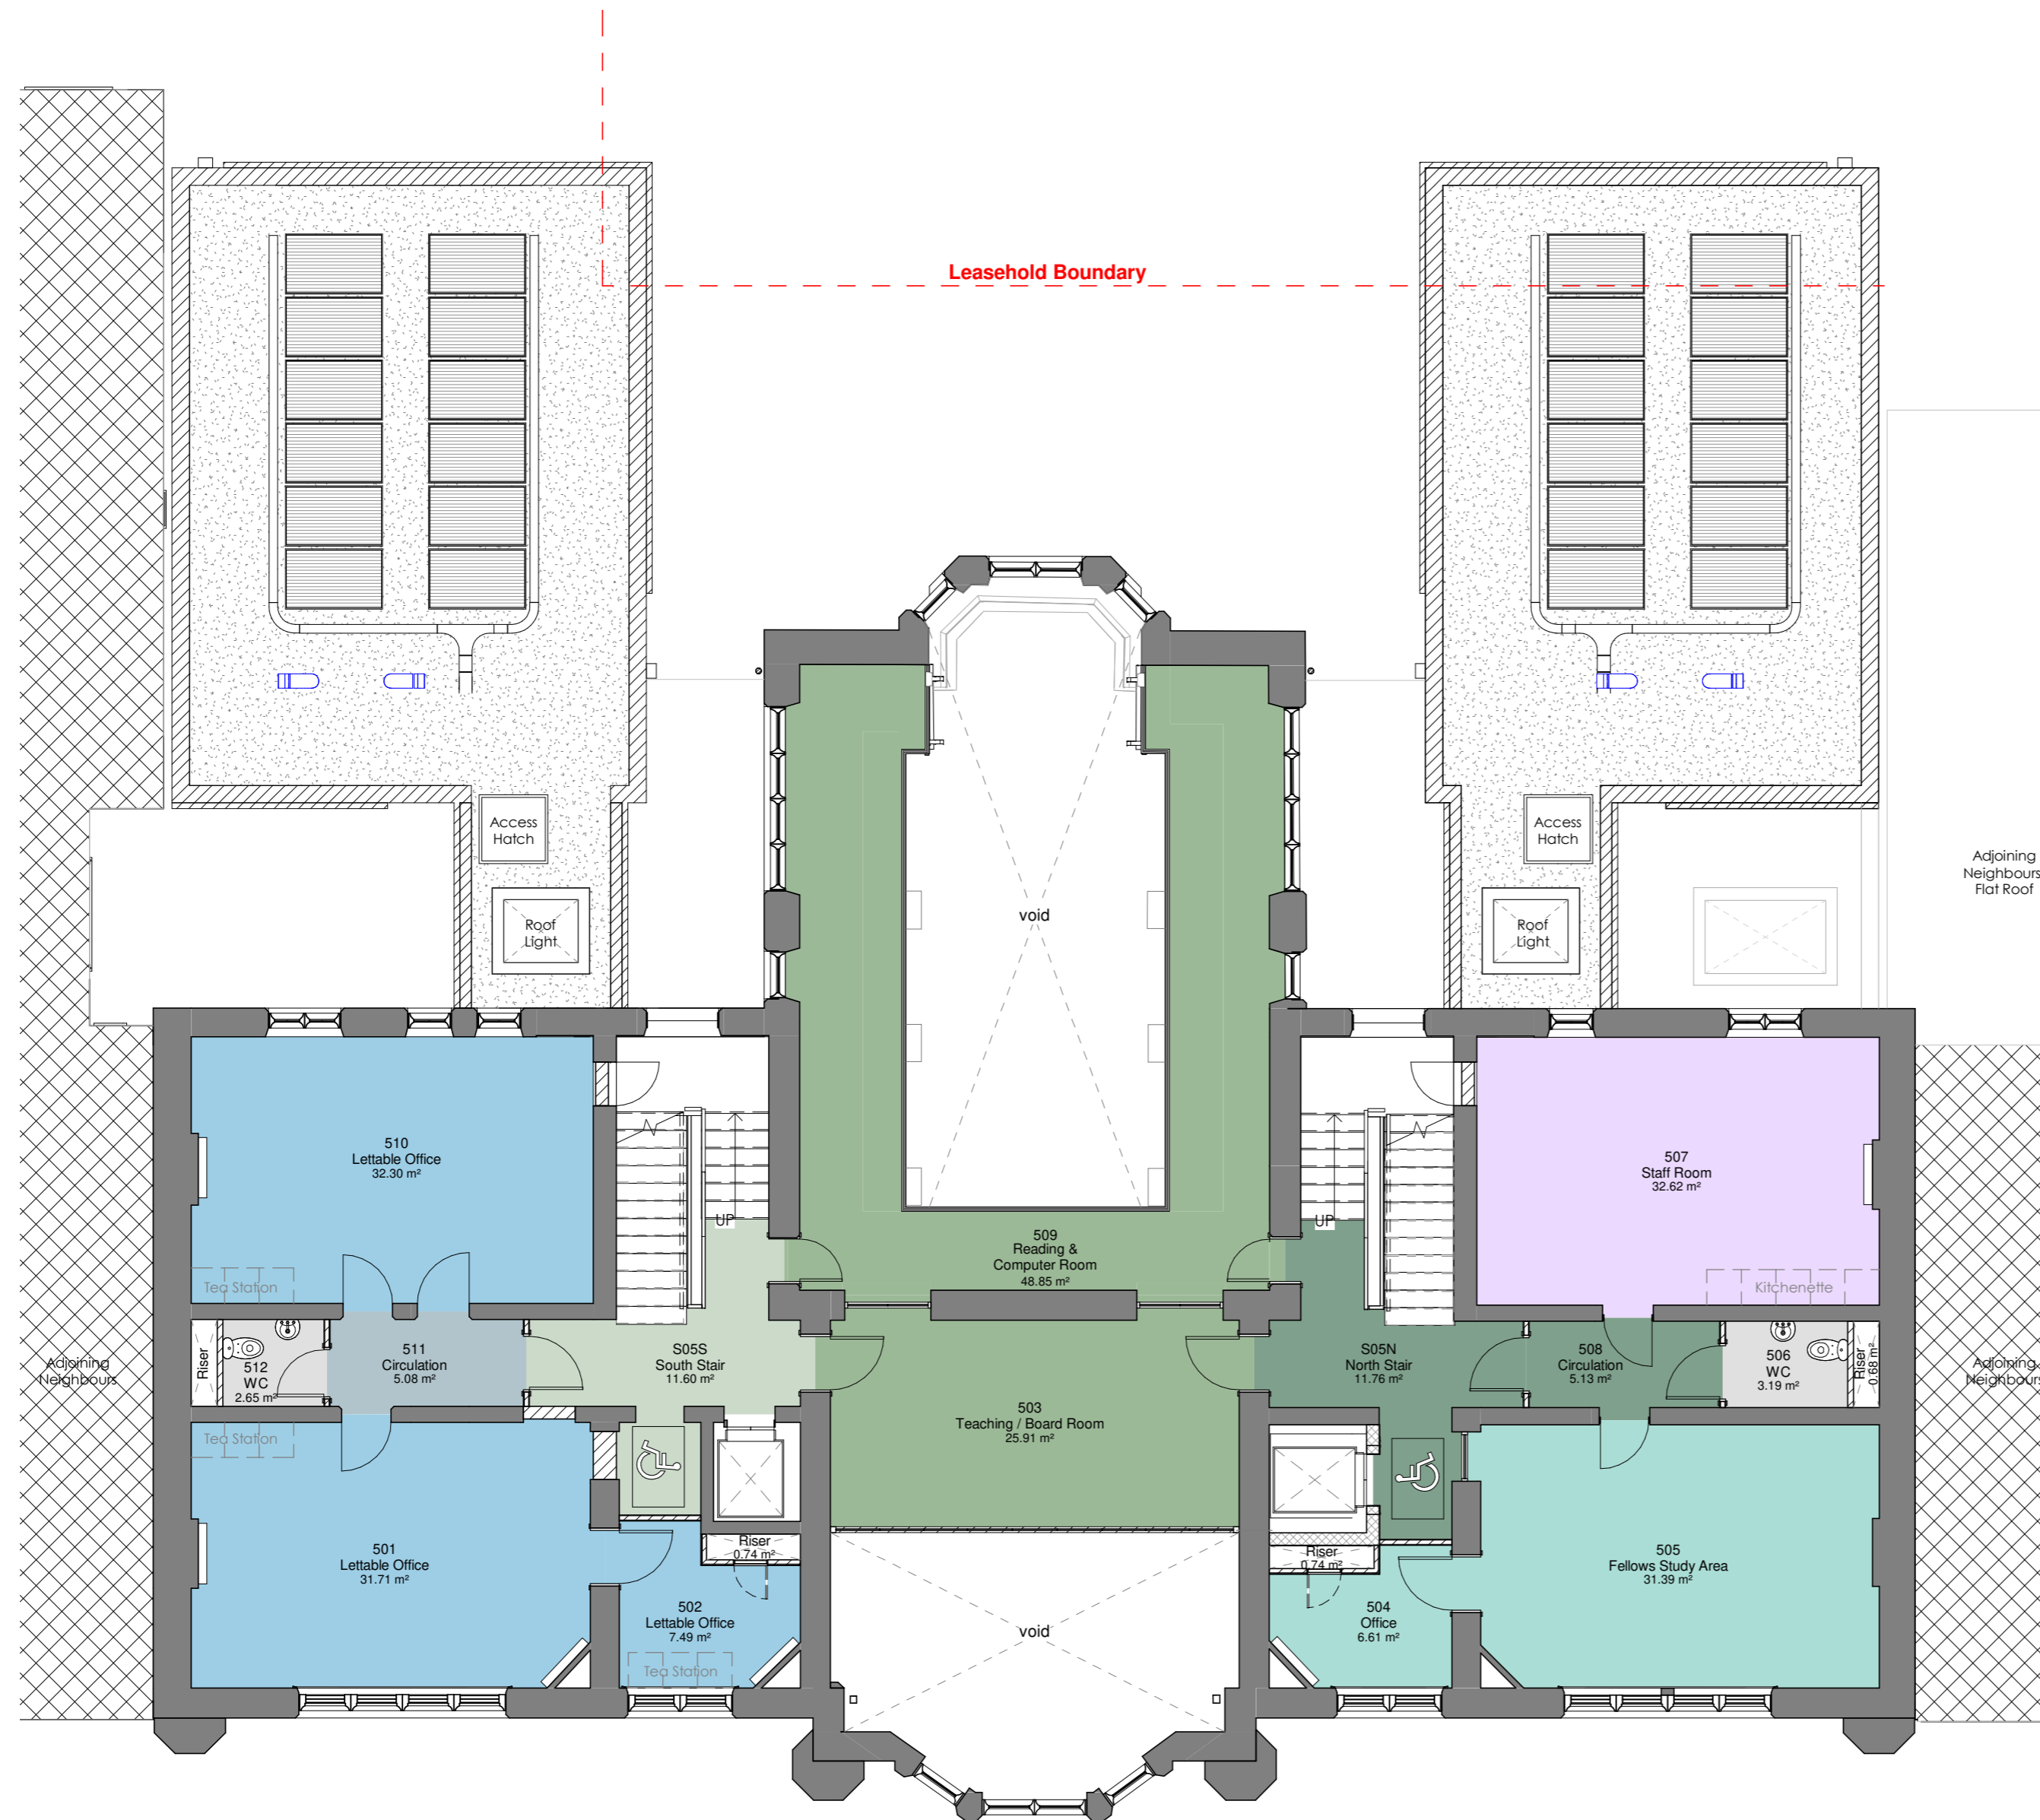 Leasehold Boundary
Access
Hatch
Access
Hatch
Adjoining
Neighbours
Flat Roof
Roof
Light
Roof
Light
void
510
Lettable Office
32.30 m²
507
Staff Room
32.62 m²
UP
UP
509
Reading &
Computer Room
48.85 m²
Tea Station
Kitchenette
Adjoining
Neighbours
Riser
512
WC
2.65 m²
511
Circulation
5.08 m²
S05S
South Stair
11.60 m²
S05N
North Stair
11.76 m²
508
Circulation
5.13 m²
506
WC
3.19 m²
Riser
0.68 m²
Adjoining
Neighbours
Tea Station
503
Teaching / Board Room
25.91 m²
501
Lettable Office
31.71 m²
Riser
0.74 m²
Riser
0.74 m²
505
Fellows Study Area
31.39 m²
502
Lettable Office
7.49 m²
504
Office
6.61 m²
void
Tea Station